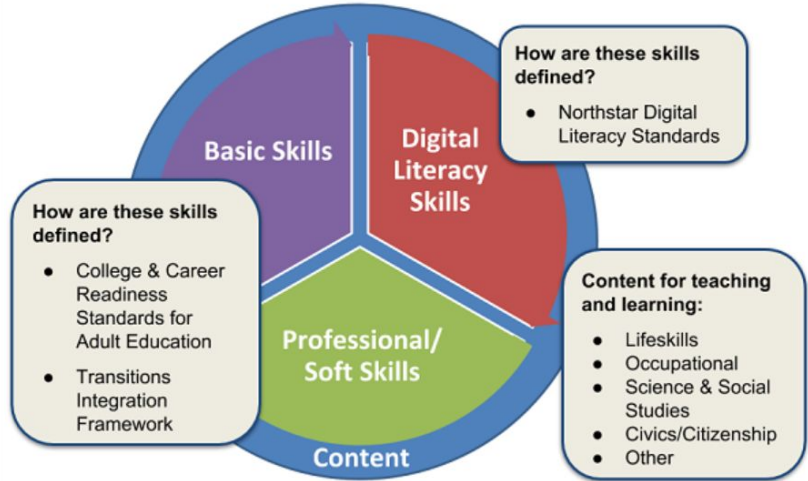 Basic Skills
Digital
Literacy
Skills
Professional/
Soft Skills
Content
How are these skills
defined?
● Northstar Digital
Literacy Standards
How are these skills
defined?
● College & Career
Readiness
Standards for
Adult Education
● Transitions
Integration
Framework
Content for teaching
and learning:
● Lifeskills
● Occupational
● Science & Social
Studies
● Civics/Citizenship
● Other